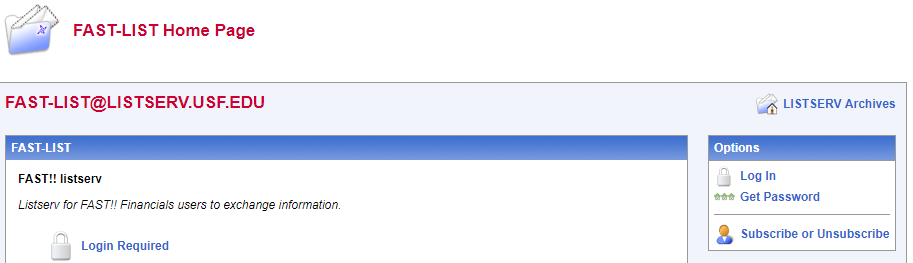 FAST-LIST Home Page
FAST-LIST@LISTSERV.USF.EDU
LISTSERV Archives
FAST-LIST
FAST!! listserv
Listserv for FAST!! Financials users to exchange information.
Login Required
Options
Log In
Get Password
Subscribe or Unsubscribe